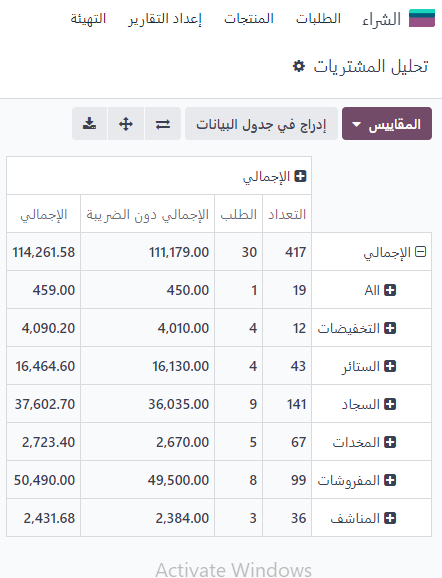 الشراء الطلبات المنتجات إعداد التقارير التهيئة
تحليل المشتريات
المقاييس إدراج في جدول البيانات
الإجمالي
التعداد الطلب الإجمالي دون الضريبة الإجمالي
الإجمالي 417 30 111,179.00 114,261.58
All 19 1 450.00 459.00
التخفيضات 12 4 4,010.00 4,090.20
الستائر 43 4 16,130.00 16,464.60
السجاد 141 9 36,035.00 37,602.70
المخدات 67 5 2,670.00 2,723.40
المفروشات 99 8 49,500.00 50,490.00
المناشف 36 3 2,384.00 2,431.68
Activate Windows